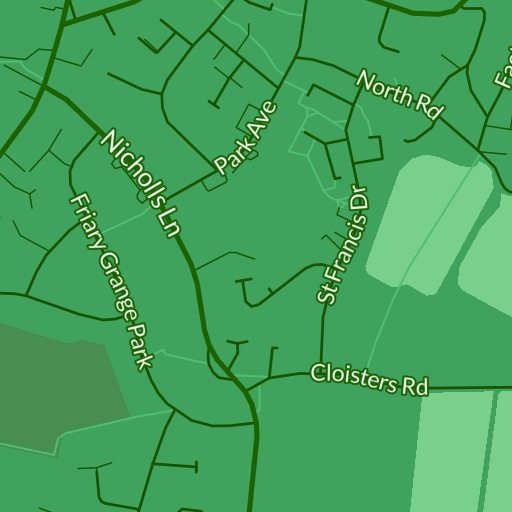 North Rd
Park Ave
Nicholls Ln
Friary Grange Park
St Francis Dr
Cloisters Rd